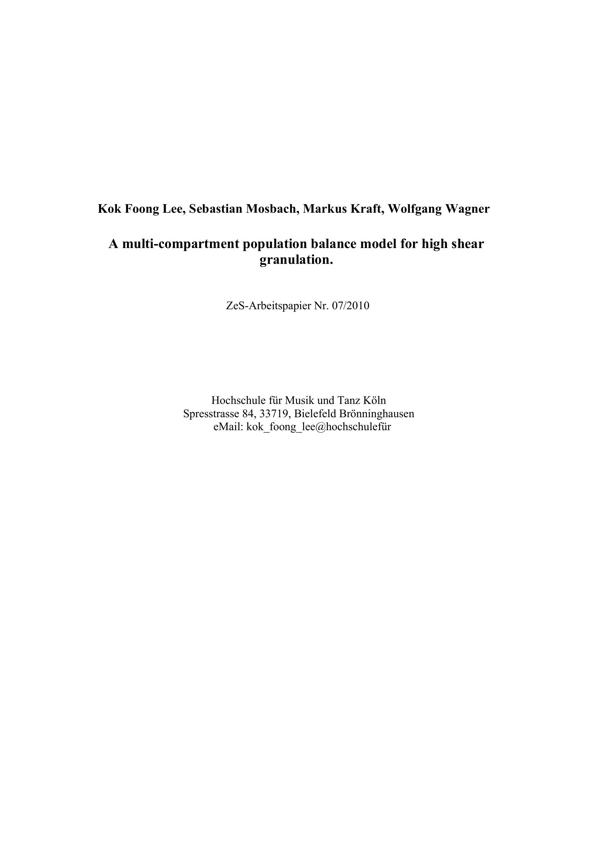 Kok Foong Lee, Sebastian Mosbach, Markus Kraft, Wolfgang Wagner
A multi-compartment population balance model for high shear
granulation.
ZeS-Arbeitspapier Nr. 07/2010
Hochschule für Musik und Tanz Köln
Spresstrasse 84, 33719, Bielefeld Brönninghausen
eMail: kok_foong_lee@hochschulefür